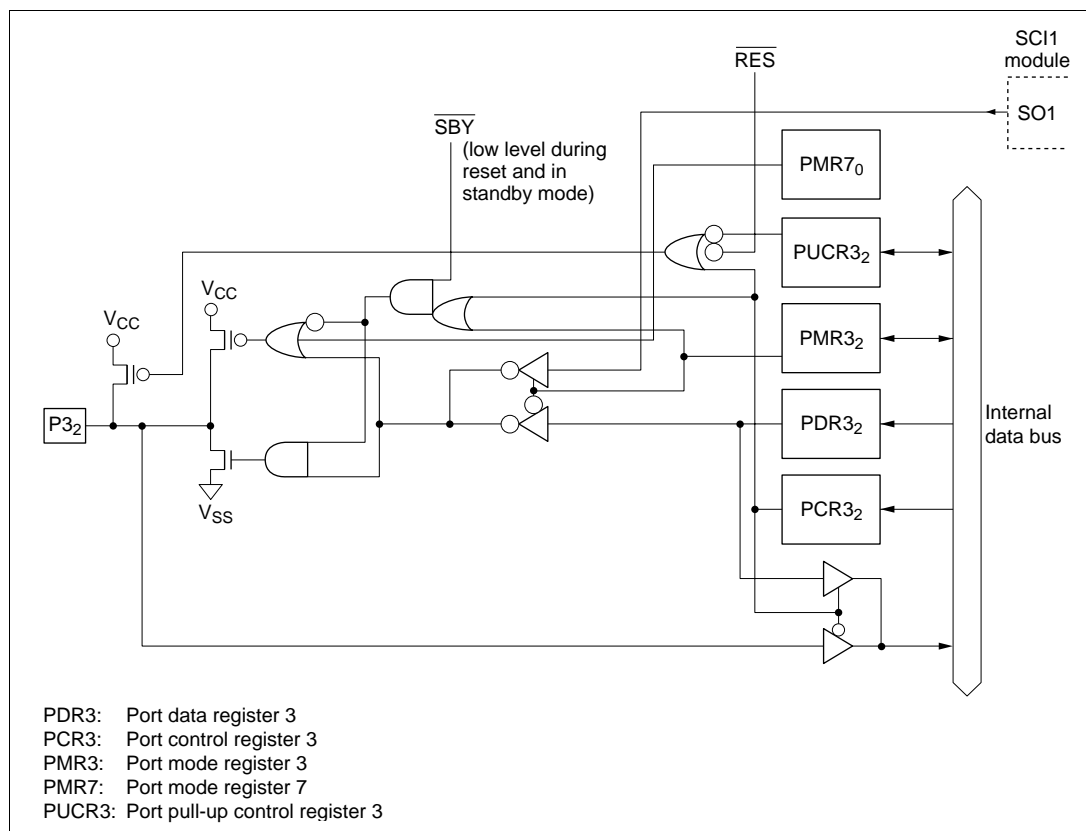 SCI1
module
RES
SO1
SBY
(low level during
reset and in
standby mode)
PMR7₀
PUCR3₂
VCC
VCC
PMR3₂
P3₂
PDR3₂
Internal
data bus
VSS
PCR3₂
PDR3: Port data register 3
PCR3: Port control register 3
PMR3: Port mode register 3
PMR7: Port mode register 7
PUCR3: Port pull-up control register 3